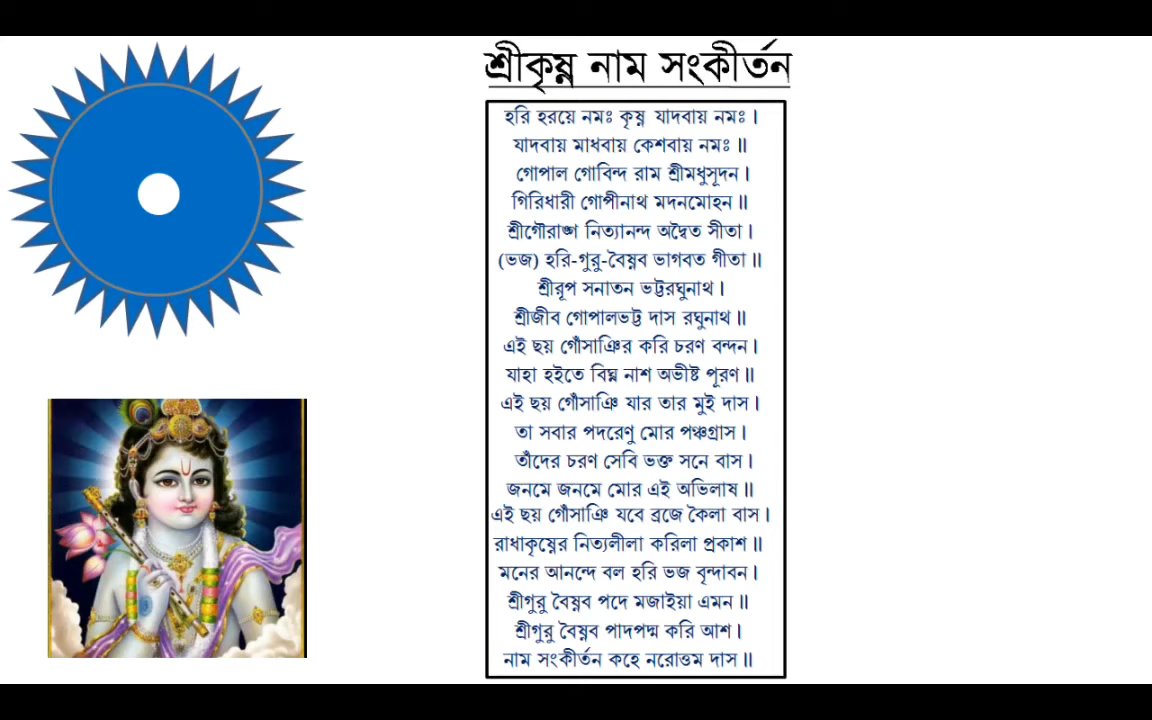 শ্রীকৃষ্ণ নাম সংকীর্তন
হরি হরয়ে নমঃ কৃষ্ণ যাদবায় নমঃ।
যাদবায় মাধবায় কেশবায় নমঃ॥
গোপাল গোবিন্দ রাম শ্রীমধুসূদন।
গিরিধারী গোপীনাথ মদনমোহন॥
শ্রীগৌরাঙ্গ নিত্যানন্দ অদ্বৈত সীতা।
(ভজ) হরি-গুরু-বৈষ্ণব ভাগবত গীতা॥
শ্রীরূপ সনাতন ভট্টরঘুনাথ।
শ্রীজীব গোপালভট্ট দাস রঘুনাথ॥
এই ছয় গোঁসাঞির করি চরণ বন্দন।
যাহা হইতে বিঘ্ন নাশ অভীষ্ট পূরণ॥
এই ছয় গোঁসাঞি যার তার মুই দাস।
তা সবার পদরেণু মোর পঞ্চগ্রাস।
তাঁদের চরণ সেবি ভক্ত সনে বাস।
জনমে জনমে মোর এই অভিলাষ॥
এই ছয় গোঁসাঞি যবে ব্রজে কৈলা বাস।
রাধাকৃষ্ণের নিত্যলীলা করিলা প্রকাশ॥
মনের আনন্দে বল হরি ভজ বৃন্দাবন।
শ্রীগুরু বৈষ্ণব পদে মজাইয়া এমন॥
শ্রীগুরু বৈষ্ণব পাদপদ্ম করি আশ।
নাম সংকীর্তন কহে নরোত্তম দাস॥